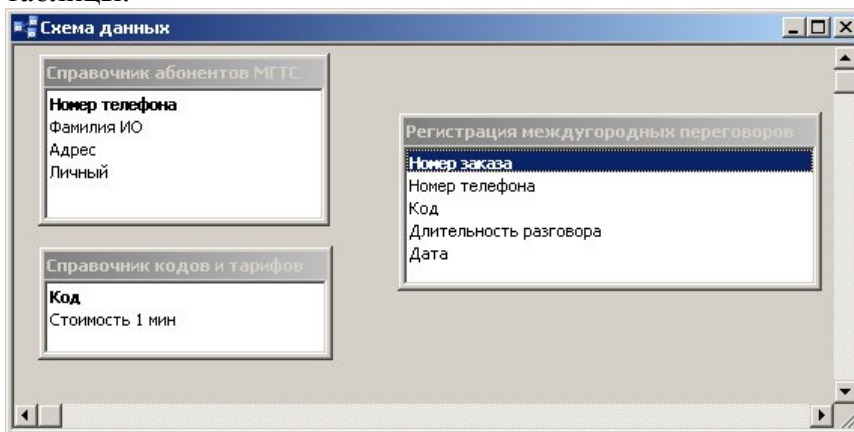 таблицы.
Схема данных
Справочник абонентов МГТС
Номер телефона
Фамилия ИО
Адрес
Личный
Регистрация междугородных переговоров
Номер заказа
Номер телефона
Код
Длительность разговора
Дата
Справочник кодов и тарифов
Код
Стоимость 1 мин